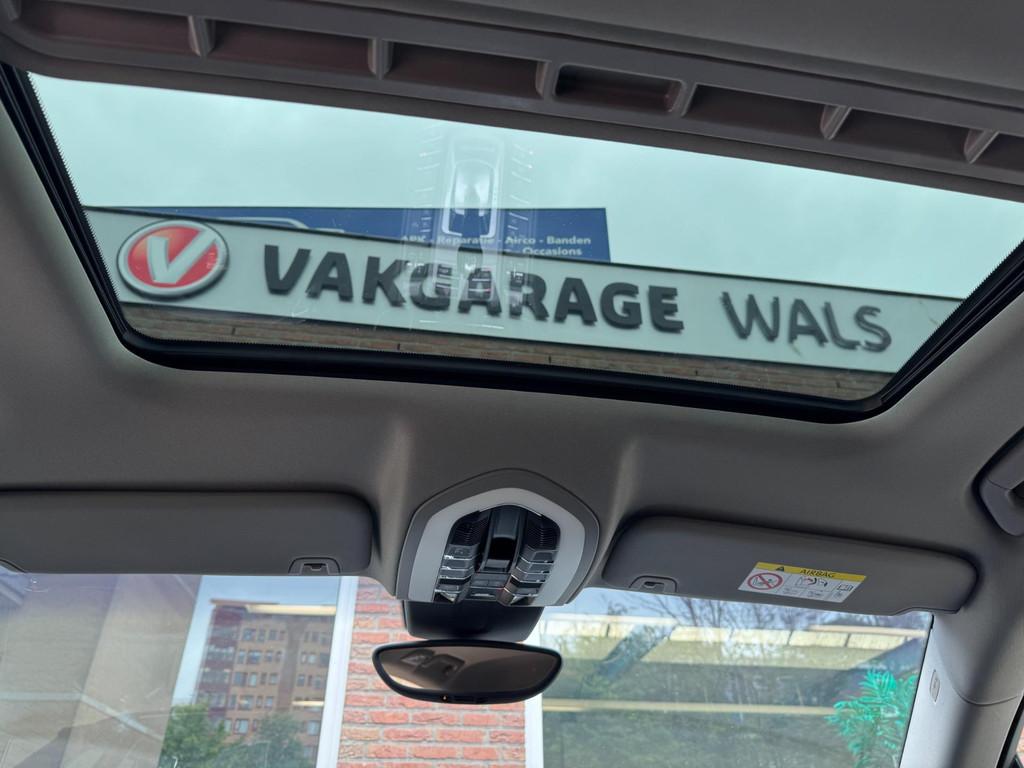 APK - Reparatie - Airco - Banden
Occasions
V
VAKGARAGE WALS
AIRBAG